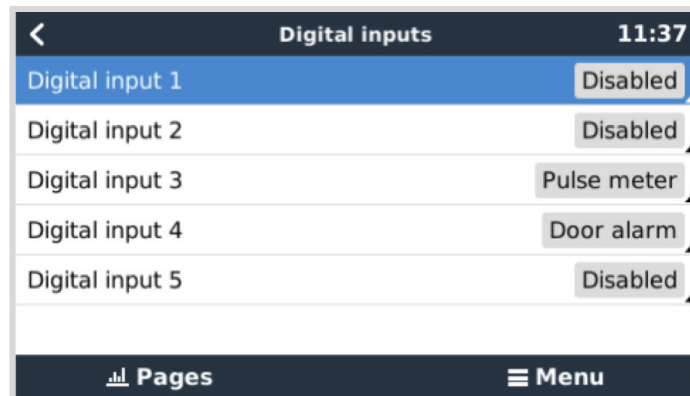 Digital inputs 11:37
Digital input 1 Disabled
Digital input 2 Disabled
Digital input 3 Pulse meter
Digital input 4 Door alarm
Digital input 5 Disabled
Pages Menu